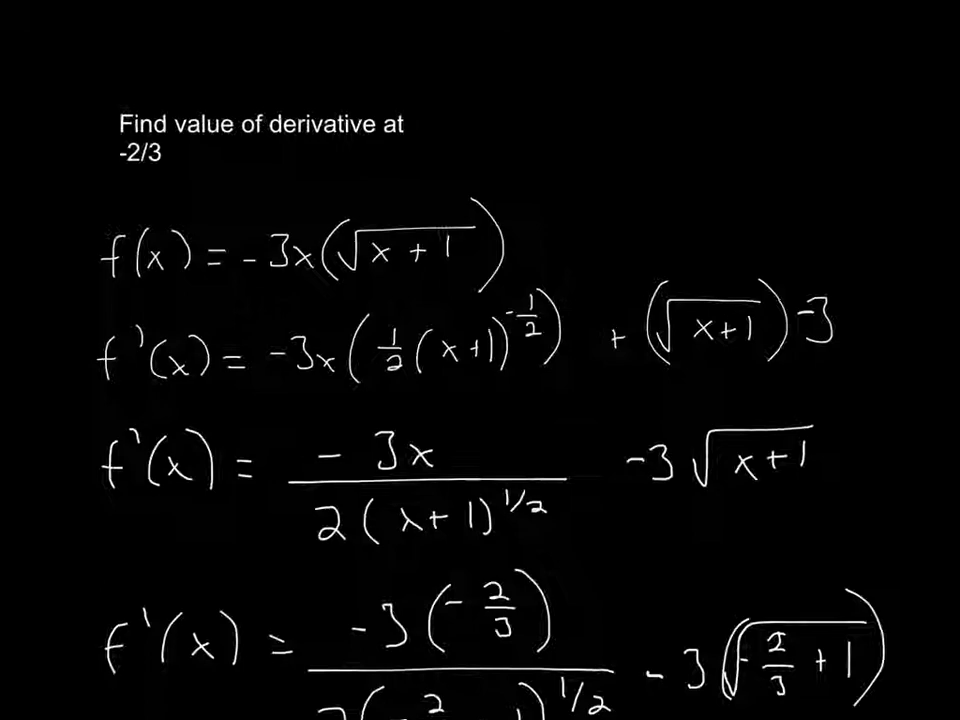 Find value of derivative at
-2/3
f(x) = -3x(√(x + 1))
f'(x) = -3x(1/2(x+1)^(-1/2)) + (√(x+1))-3
f'(x) = -3x / 2(x+1)^(1/2) -3√(x+1)
f'(x) = -3(-2/3) / 2( 2/3 )^(1/2) - 3(√(-2/3 + 1))